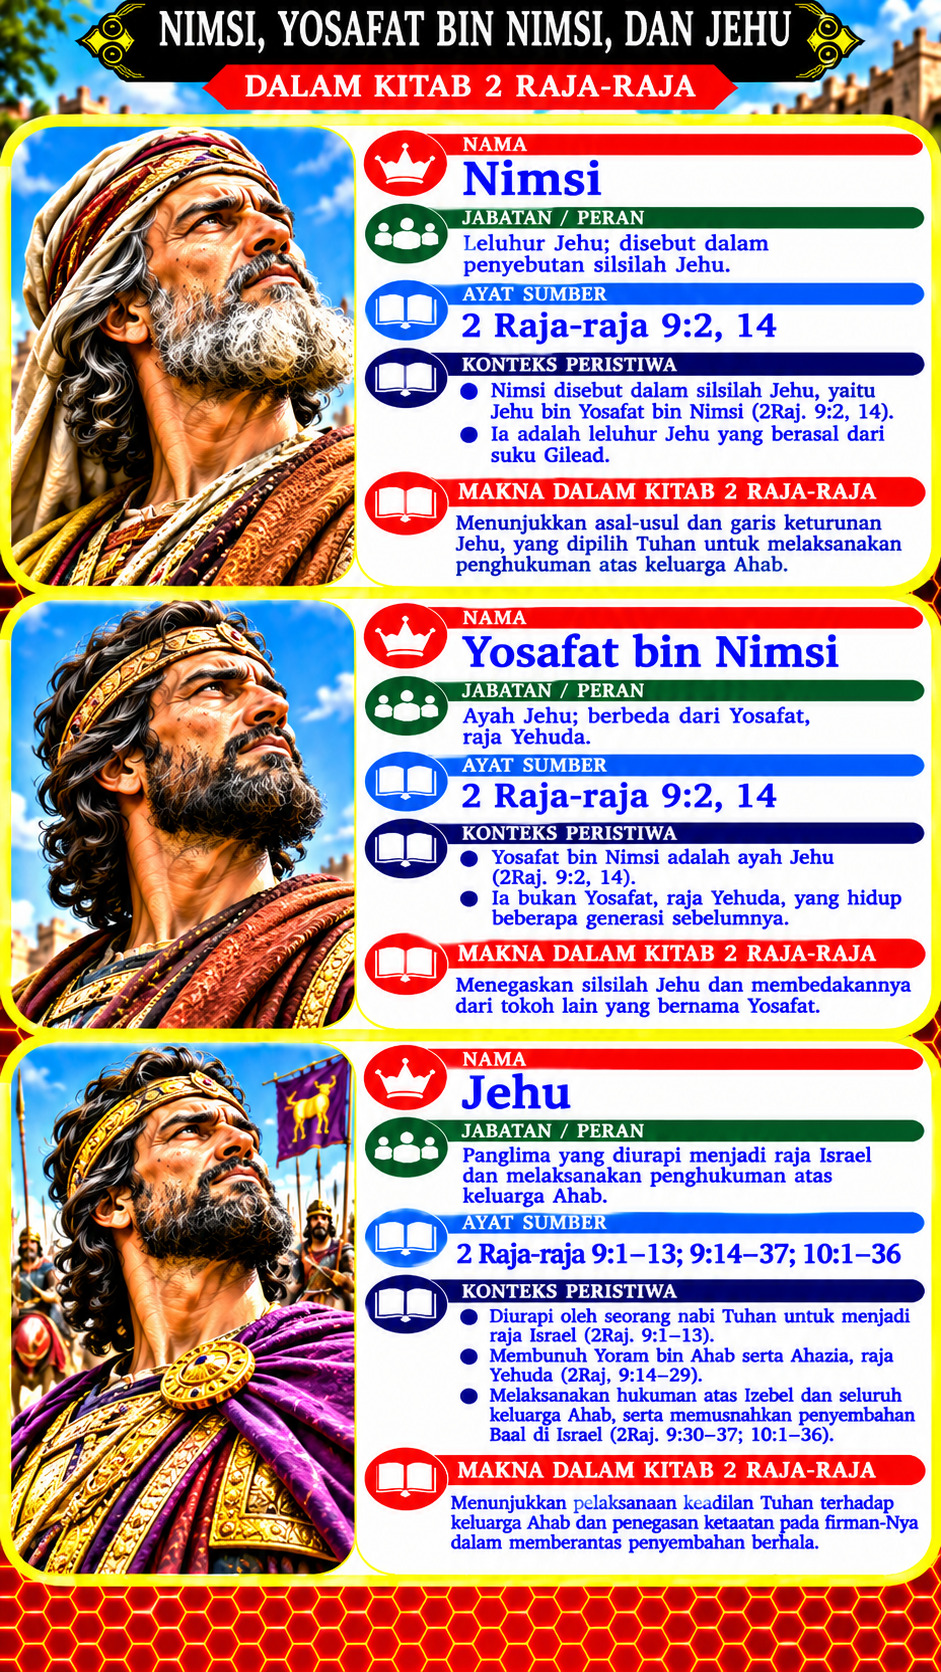 NIMSI, YOSAFAT BIN NIMSI, DAN JEHU
DALAM KITAB 2 RAJA-RAJA
NAMA
Nimsi
JABATAN / PERAN
Leluhur Jehu; disebut dalam
penyebutan silsilah Jehu.
AYAT SUMBER
2 Raja-raja 9:2, 14
KONTEKS PERISTIWA
● Nimsi disebut dalam silsilah Jehu, yaitu
Jehu bin Yosafat bin Nimsi (2Raj. 9:2, 14).
● Ia adalah leluhur Jehu yang berasal dari
suku Gilead.
MAKNA DALAM KITAB 2 RAJA-RAJA
Menunjukkan asal-usul dan garis keturunan
Jehu, yang dipilih Tuhan untuk melaksanakan
penghukuman atas keluarga Ahab.
NAMA
Yosafat bin Nimsi
JABATAN / PERAN
Ayah Jehu; berbeda dari Yosafat,
raja Yehuda.
AYAT SUMBER
2 Raja-raja 9:2, 14
KONTEKS PERISTIWA
● Yosafat bin Nimsi adalah ayah Jehu
(2Raj. 9:2, 14).
● Ia bukan Yosafat, raja Yehuda, yang hidup
beberapa generasi sebelumnya.
MAKNA DALAM KITAB 2 RAJA-RAJA
Menegaskan silsilah Jehu dan membedakannya
dari tokoh lain yang bernama Yosafat.
NAMA
Jehu
JABATAN / PERAN
Panglima yang diurapi menjadi raja Israel
dan melaksanakan penghukuman atas
keluarga Ahab.
AYAT SUMBER
2 Raja-raja 9:1–13; 9:14–37; 10:1–36
KONTEKS PERISTIWA
● Diurapi oleh seorang nabi Tuhan untuk menjadi
raja Israel (2Raj. 9:1–13).
● Membunuh Yoram bin Ahab serta Ahazia, raja
Yehuda (2Raj, 9:14–29).
● Melaksanakan hukuman atas Izebel dan seluruh
keluarga Ahab, serta memusnahkan penyembahan
Baal di Israel (2Raj. 9:30–37; 10:1–36).
MAKNA DALAM KITAB 2 RAJA-RAJA
Menunjukkan pelaksanaan keadilan Tuhan terhadap
keluarga Ahab dan penegasan ketaatan pada firman-Nya
dalam memberantas penyembahan berhala.